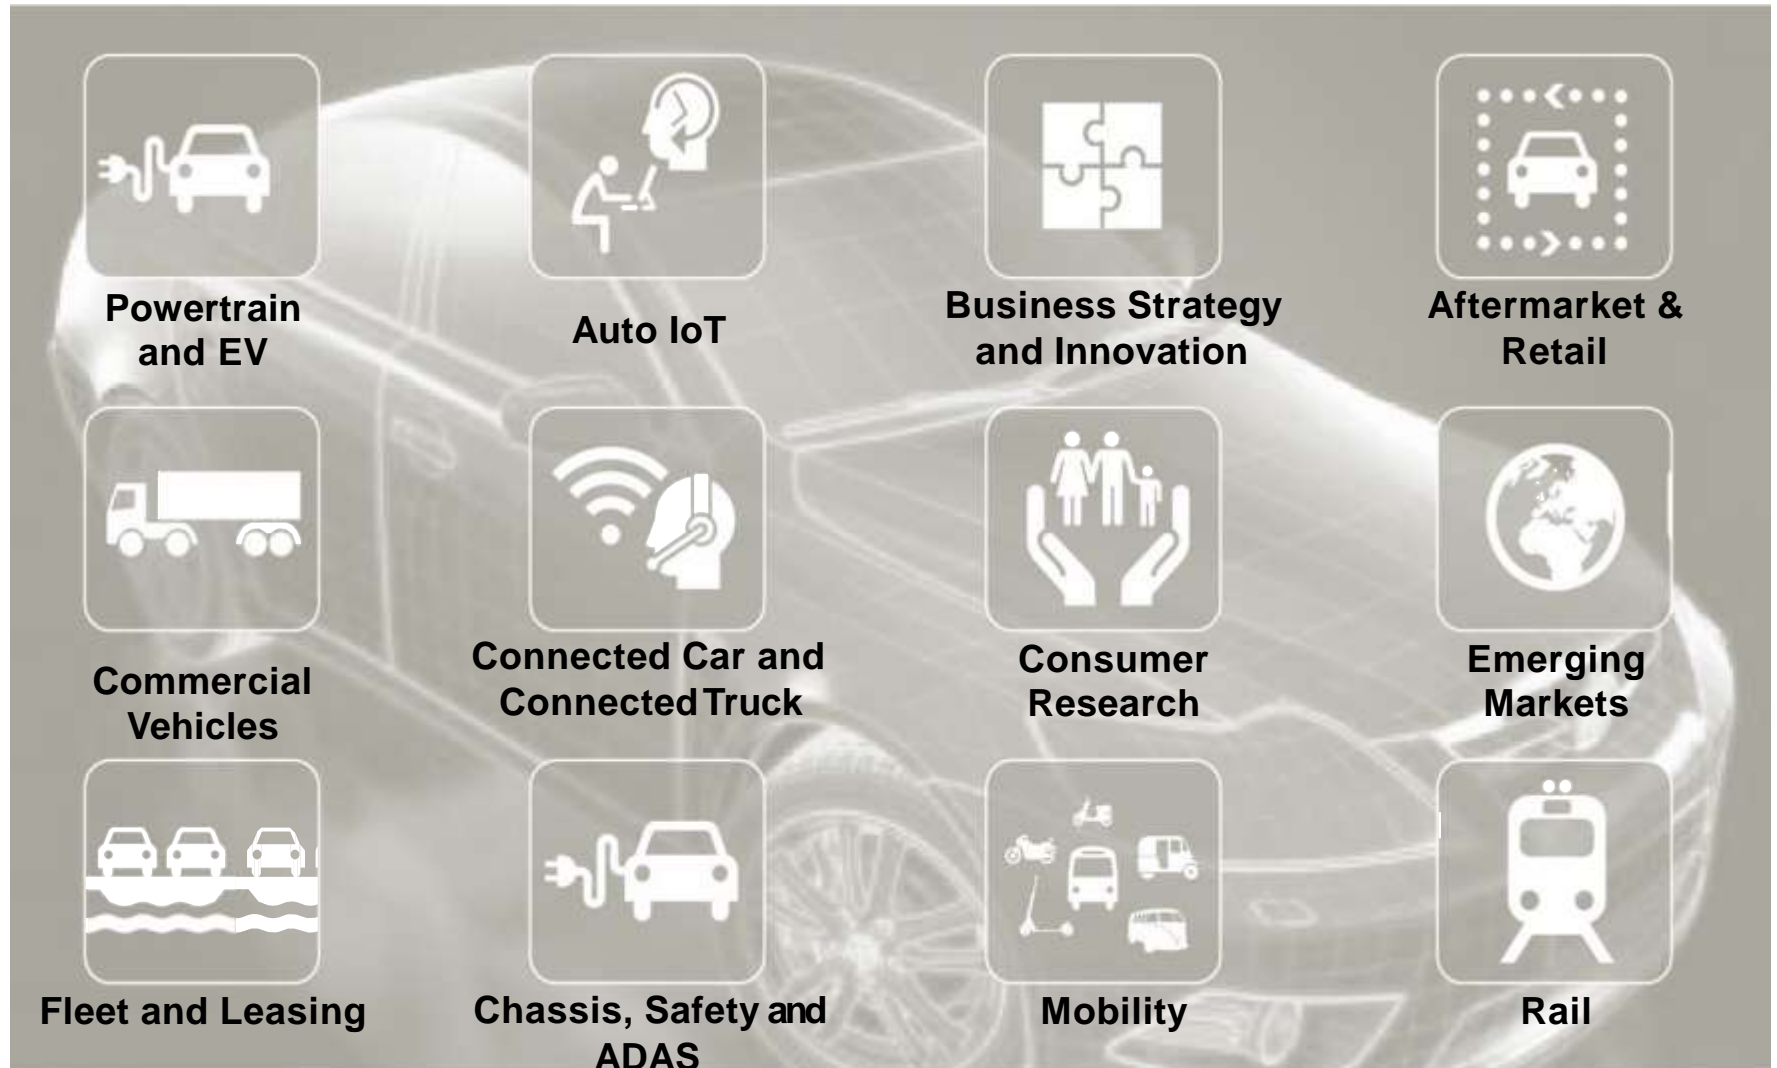 Powertrain
and EV
Auto IoT
Business Strategy
and Innovation
Aftermarket &
Retail
Commercial
Vehicles
Connected Car and
Connected Truck
Consumer
Research
Emerging
Markets
Fleet and Leasing
Chassis, Safety and
ADAS
Mobility
Rail